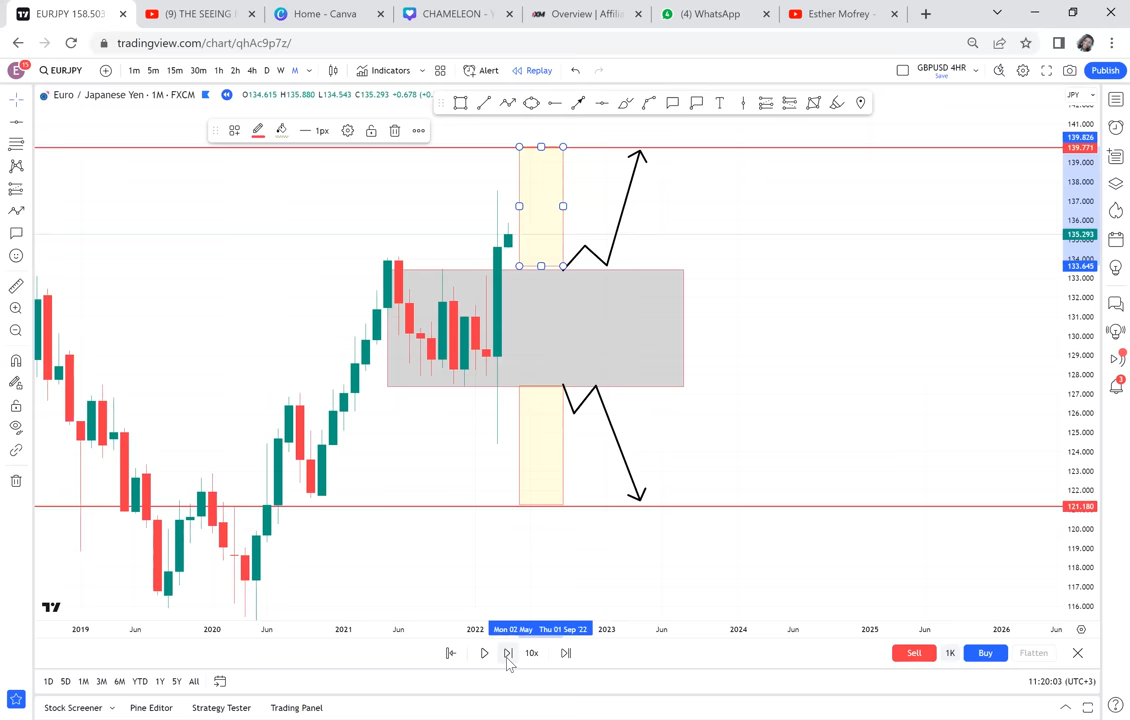 EURJPY 158.503
(9) THE SEEING
Home - Canva
CHAMELEON - Y
Overview | Affilia
(4) WhatsApp
Esther Mofrey -
tradingview.com/chart/qhAc9p7z/
15
EURJPY
1m 5m 15m 30m 1h 2h 4h D W M
Indicators
Alert
Replay
GBPUSD 4HR
Save
Publish
Euro / Japanese Yen · 1M · FXCM
O134.615 H135.880 L134.543 C135.293 +0.678 (+0.
JPY
1px
142.000
141.000
139.826
139.771
139.000
138.000
137.000
136.000
135.293
135.000
134.000
133.645
133.000
132.000
131.000
130.000
129.000
128.000
127.000
126.000
125.000
124.000
123.000
122.000
121.180
120.000
119.000
118.000
117.000
116.000
2019 Jun 2020 Jun 2021 Jun 2022 Mon 02 May Thu 01 Sep '22 2023 Jun 2024 Jun 2025 Jun 2026 Jun
10x
Sell 1K Buy Flatten
1D 5D 1M 3M 6M YTD 1Y 5Y All
11:20:03 (UTC+3)
Stock Screener Pine Editor Strategy Tester Trading Panel